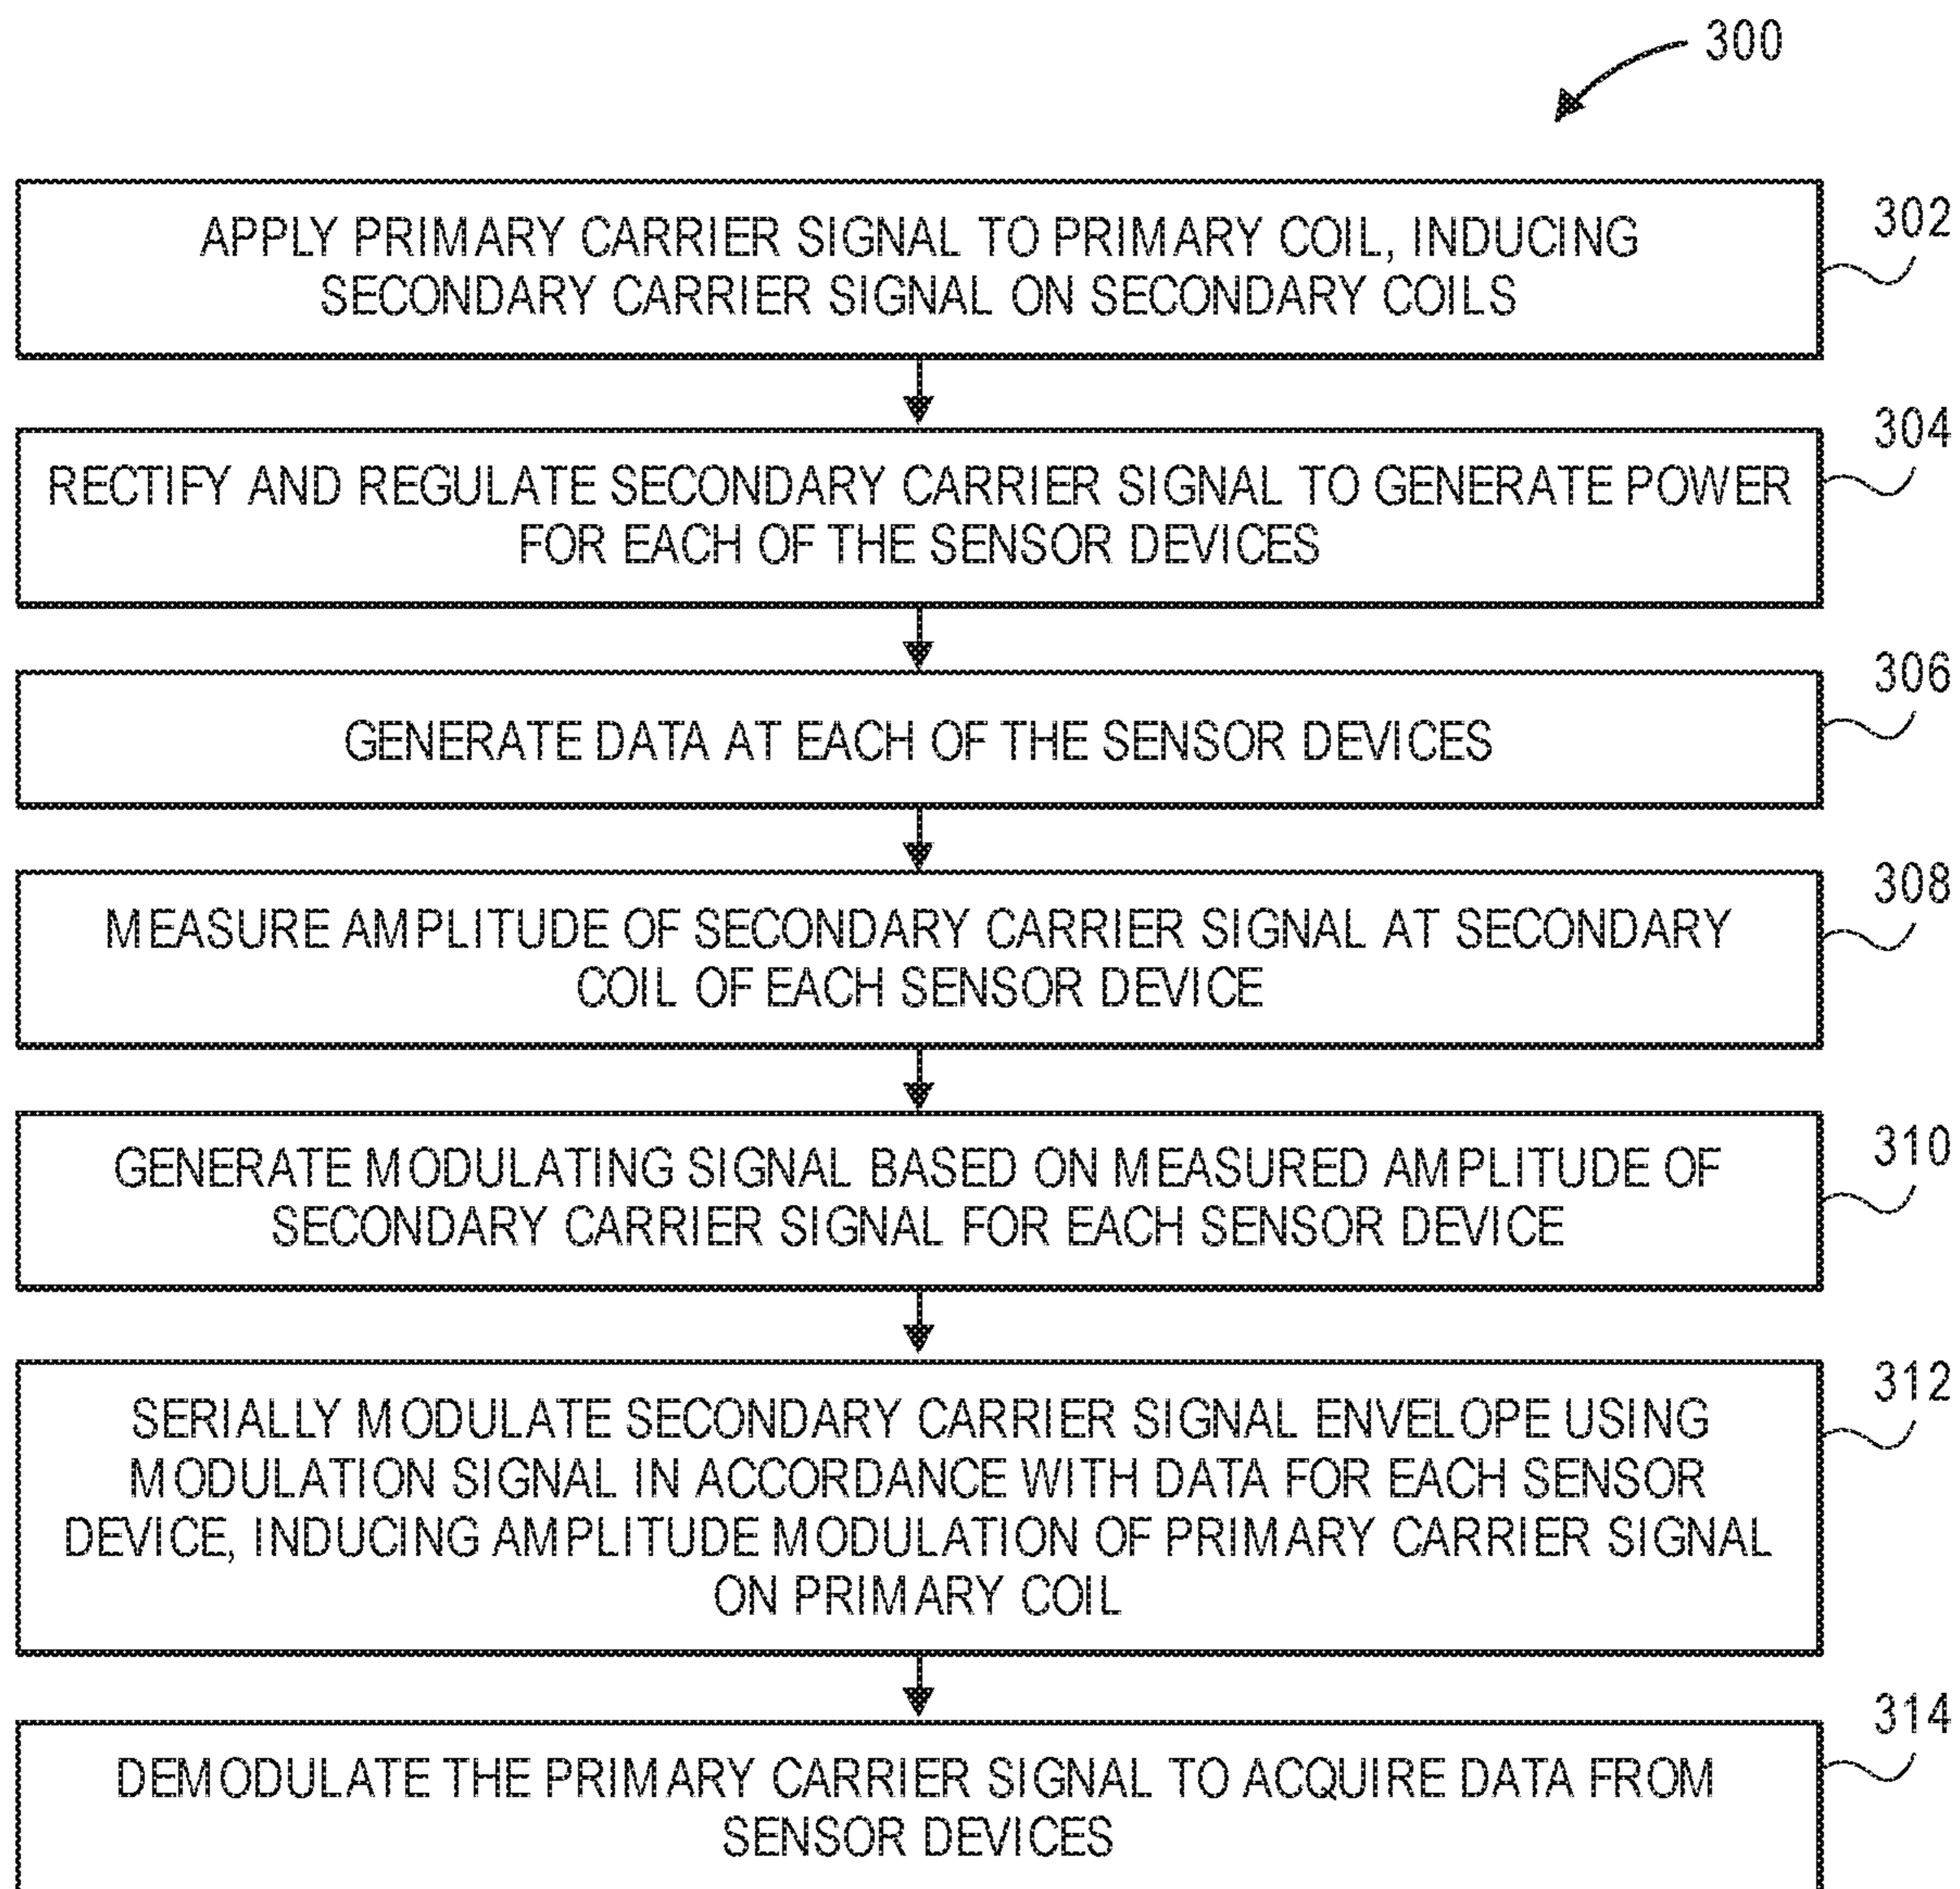 300
APPLY PRIMARY CARRIER SIGNAL TO PRIMARY COIL, INDUCING
SECONDARY CARRIER SIGNAL ON SECONDARY COILS
302
RECTIFY AND REGULATE SECONDARY CARRIER SIGNAL TO GENERATE POWER
FOR EACH OF THE SENSOR DEVICES
304
GENERATE DATA AT EACH OF THE SENSOR DEVICES
306
MEASURE AMPLITUDE OF SECONDARY CARRIER SIGNAL AT SECONDARY
COIL OF EACH SENSOR DEVICE
308
GENERATE MODULATING SIGNAL BASED ON MEASURED AMPLITUDE OF
SECONDARY CARRIER SIGNAL FOR EACH SENSOR DEVICE
310
SERIALLY MODULATE SECONDARY CARRIER SIGNAL ENVELOPE USING
MODULATION SIGNAL IN ACCORDANCE WITH DATA FOR EACH SENSOR
DEVICE, INDUCING AMPLITUDE MODULATION OF PRIMARY CARRIER SIGNAL
ON PRIMARY COIL
312
DEMODULATE THE PRIMARY CARRIER SIGNAL TO ACQUIRE DATA FROM
SENSOR DEVICES
314